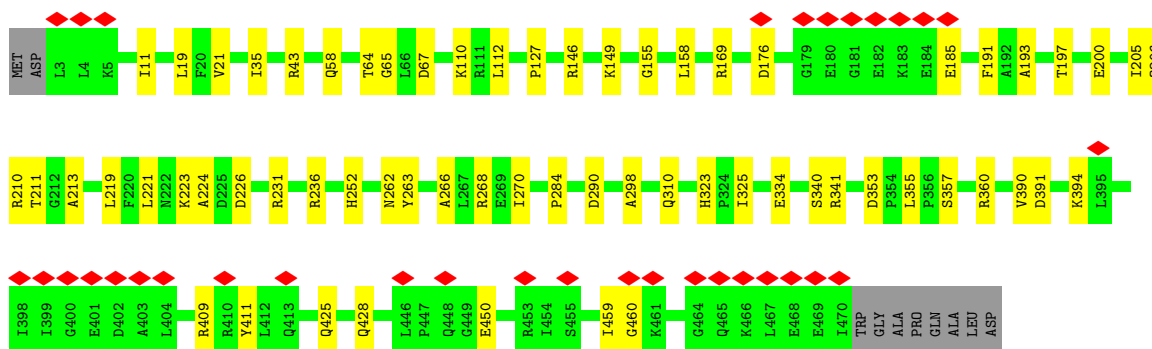 MET ASP L3 L4 K5 I11 L19 F20 V21 I35 R43 Q58 T64 G65 L66 D67 K110 R111 L112 P127 R146 K149 G155 L158 R169 D176 G179 E180 G181 E182 K183 E184 E185 F191 A192 A193 T197 E200 I205
R210 T211 G212 A213 L219 F220 L221 N222 K223 A224 D225 D226 R231 R236 H252 N262 Y263 A266 L267 R268 E269 I270 P284 D290 A298 Q310 H323 P324 I325 E334 S340 R341 D353 P354 L355 P356 S357 R360 V390 D391 K394 L395
I398 I399 G400 E401 D402 A403 L404 R409 R410 Y411 L412 Q413 Q425 Q428 L446 P447 Q448 G449 E450 R453 I454 S455 I459 G460 K461 G464 Q465 K466 L467 E468 E469 I470 TRP GLY ALA PRO GLN ALA LEU ASP